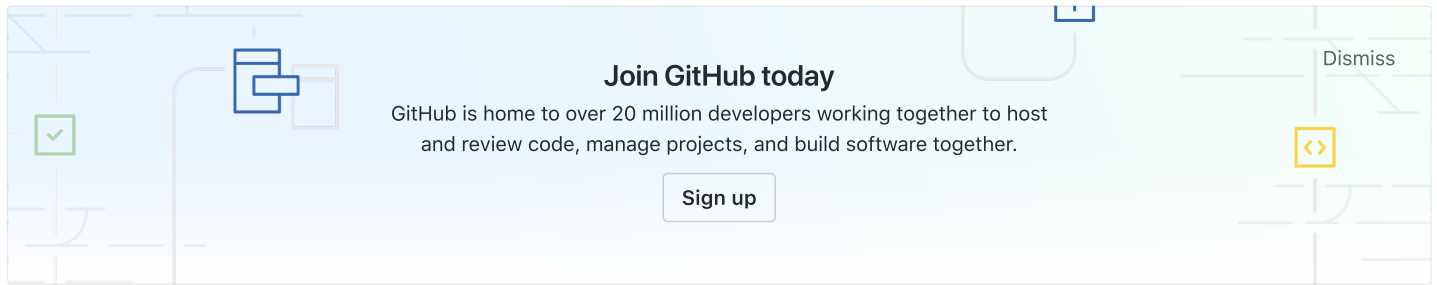 Dismiss
Join GitHub today
GitHub is home to over 20 million developers working together to host
and review code, manage projects, and build software together.
Sign up